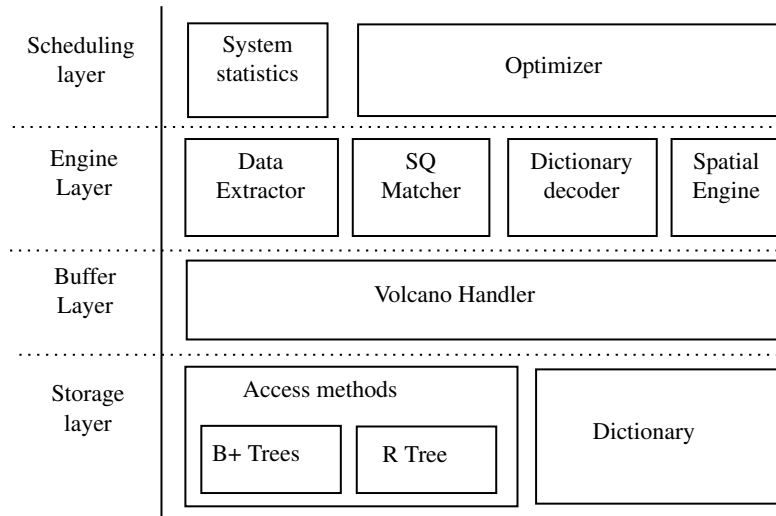 Scheduling
layer
System
statistics
Optimizer
Engine
Layer
Data
Extractor
SQ
Matcher
Dictionary
decoder
Spatial
Engine
Buffer
Layer
Volcano Handler
Storage
layer
Access methods
B+ Trees
R Tree
Dictionary